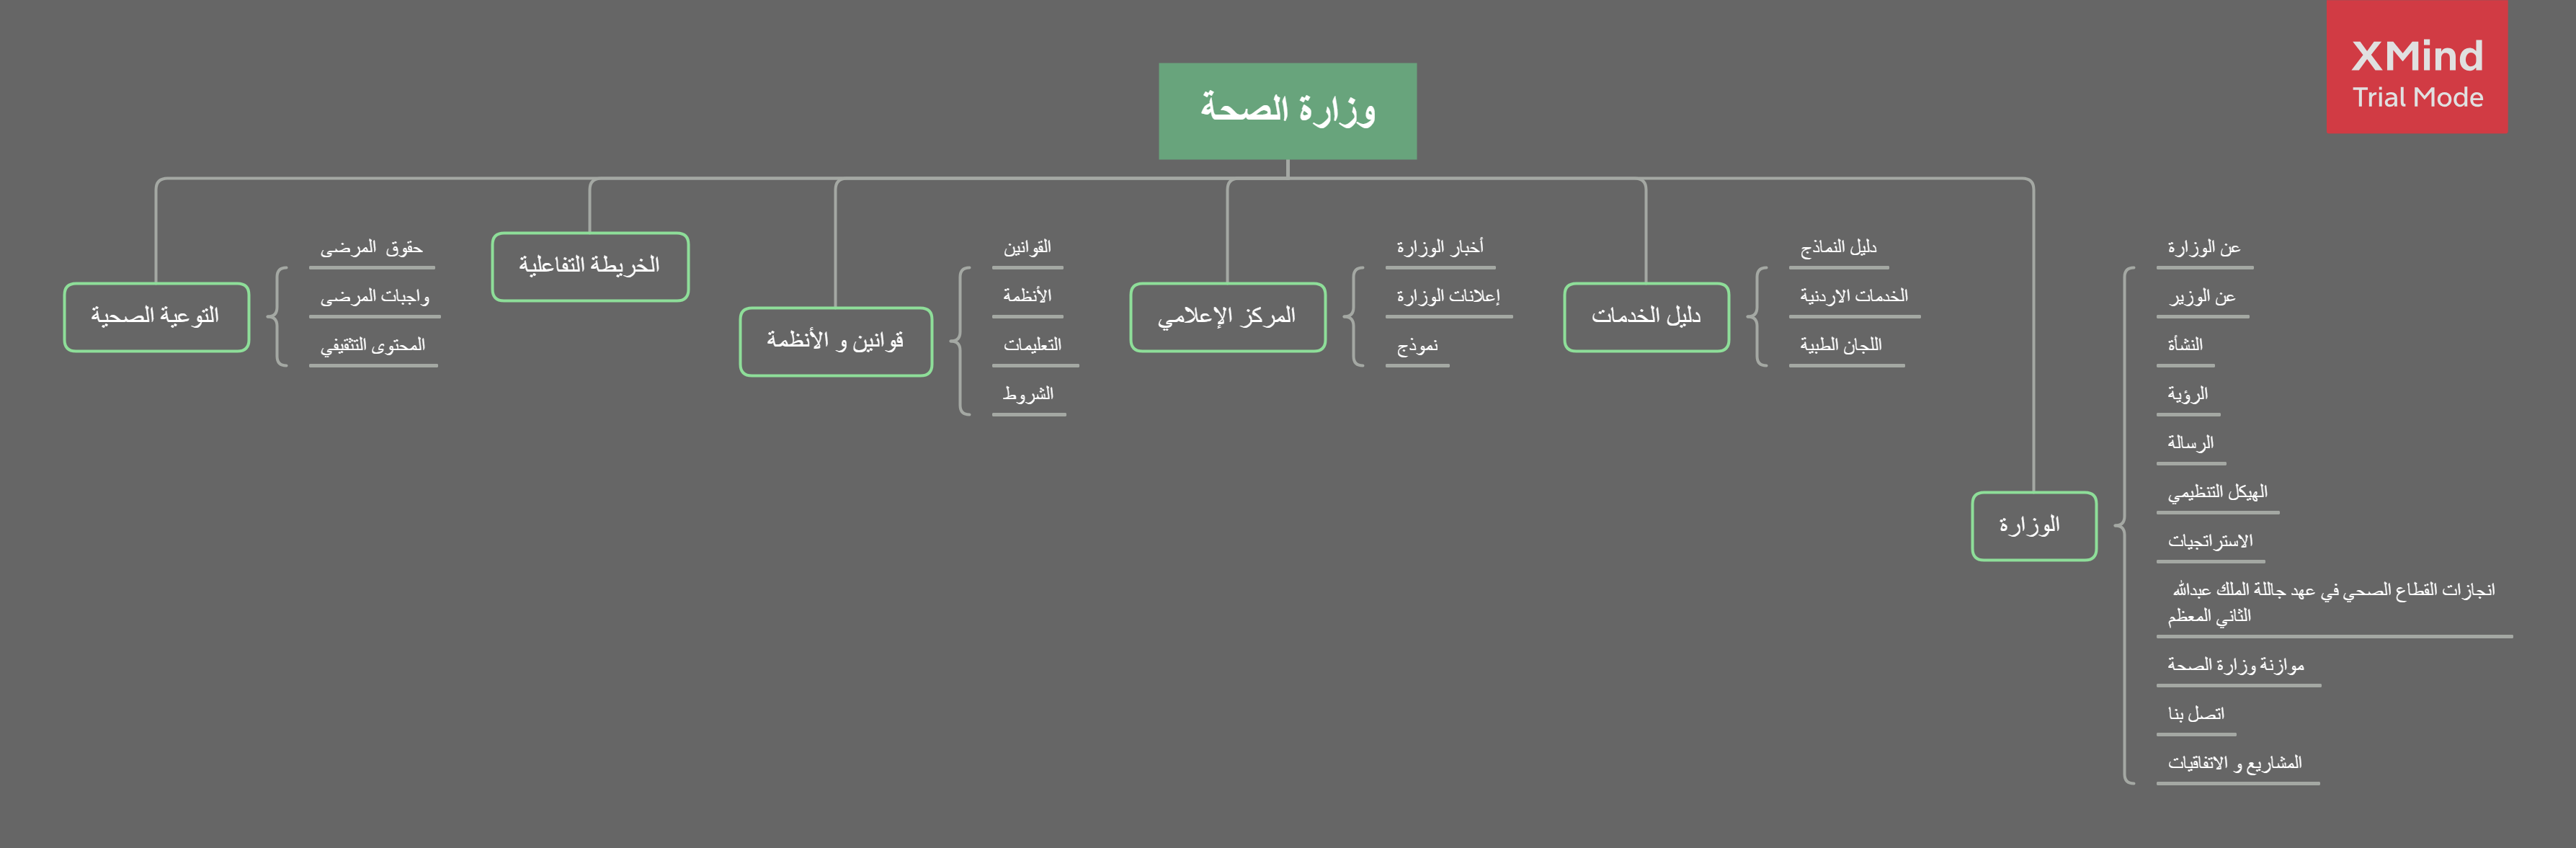 XMind
Trial Mode
وزارة الصحة
الوزارة
عن الوزارة
عن الوزير
النشأة
الرؤية
الرسالة
الهيكل التنظيمي
الاستراتجيات
انجازات القطاع الصحي في عهد جاللة الملك عبدالله
الثاني المعظم
موازنة وزارة الصحة
اتصل بنا
المشاريع و الاتفاقيات
دليل الخدمات
دليل النماذج
الخدمات الاردنية
اللجان الطبية
المركز الإعلامي
أخبار الوزارة
إعلانات الوزارة
نموذج
قوانين و الأنظمة
القوانين
الأنظمة
التعليمات
الشروط
الخريطة التفاعلية
التوعية الصحية
حقوق المرضى
واجبات المرضى
المحتوى التثقيفي